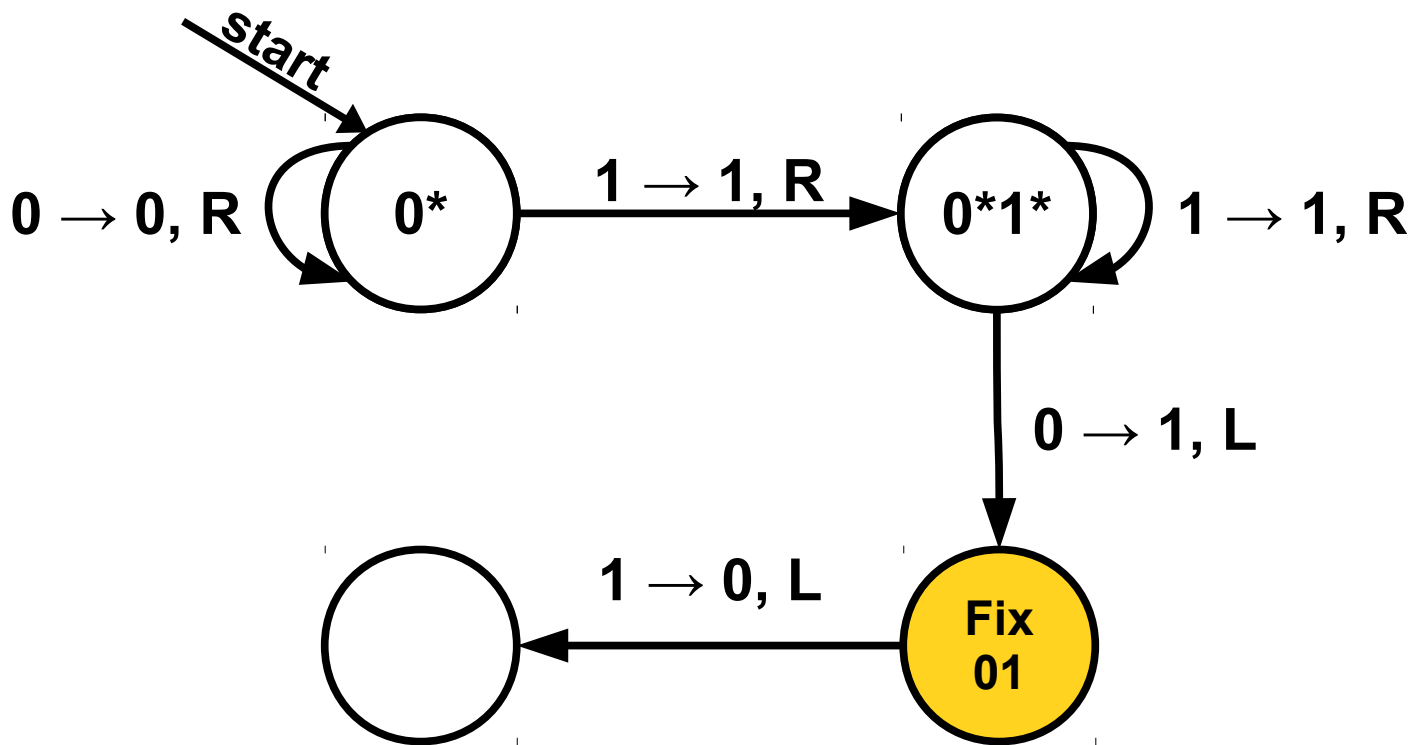 start
0 → 0, R
0*
1 → 1, R
0*1*
1 → 1, R
0 → 1, L
1 → 0, L
Fix
01